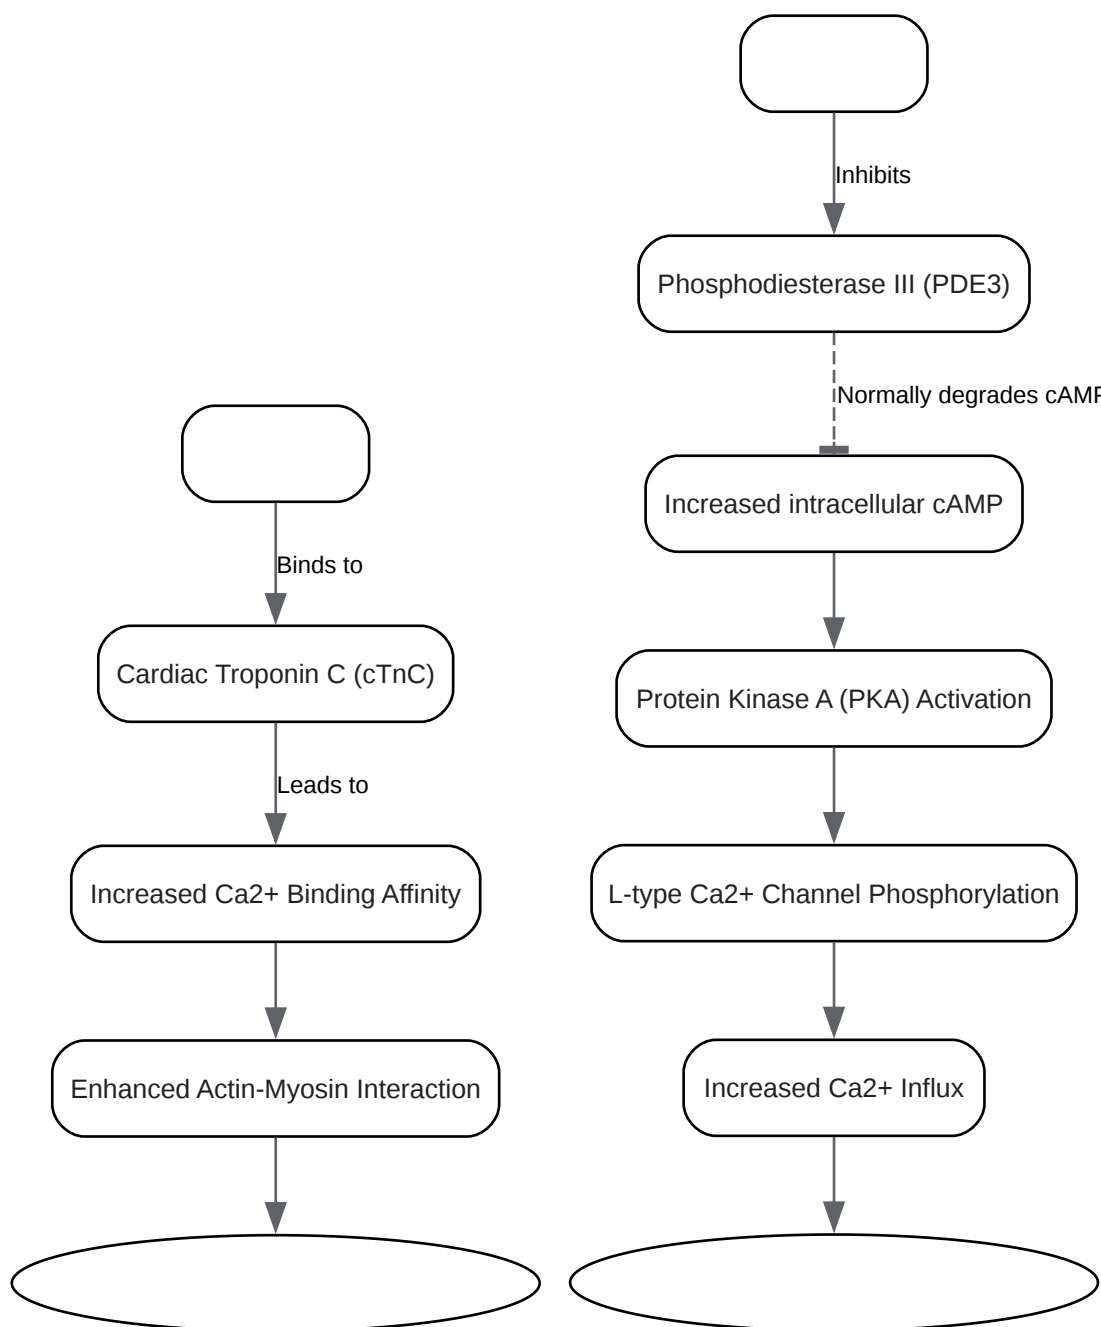 Inhibits
Phosphodiesterase III (PDE3)
Normally degrades cAMP
Increased intracellular cAMP
Protein Kinase A (PKA) Activation
L-type Ca2+ Channel Phosphorylation
Increased Ca2+ Influx
Binds to
Cardiac Troponin C (cTnC)
Leads to
Increased Ca2+ Binding Affinity
Enhanced Actin-Myosin Interaction